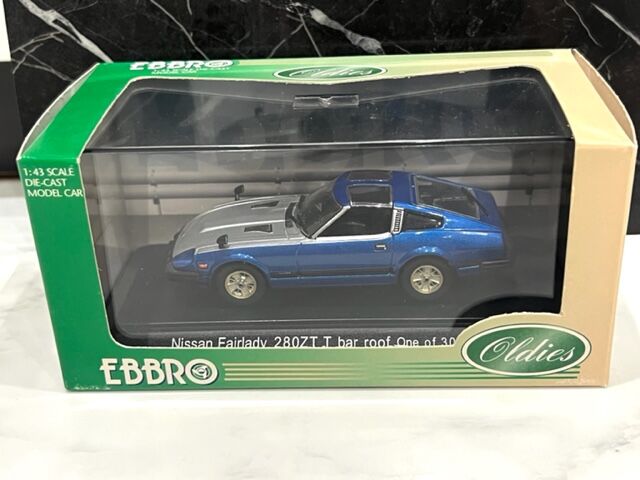 EBBRO
Oldies
1:43 SCALE
DIE-CAST
MODEL CAR
Nissan Fairlady 280ZT T bar roof One of 30
EBBRO
Oldies